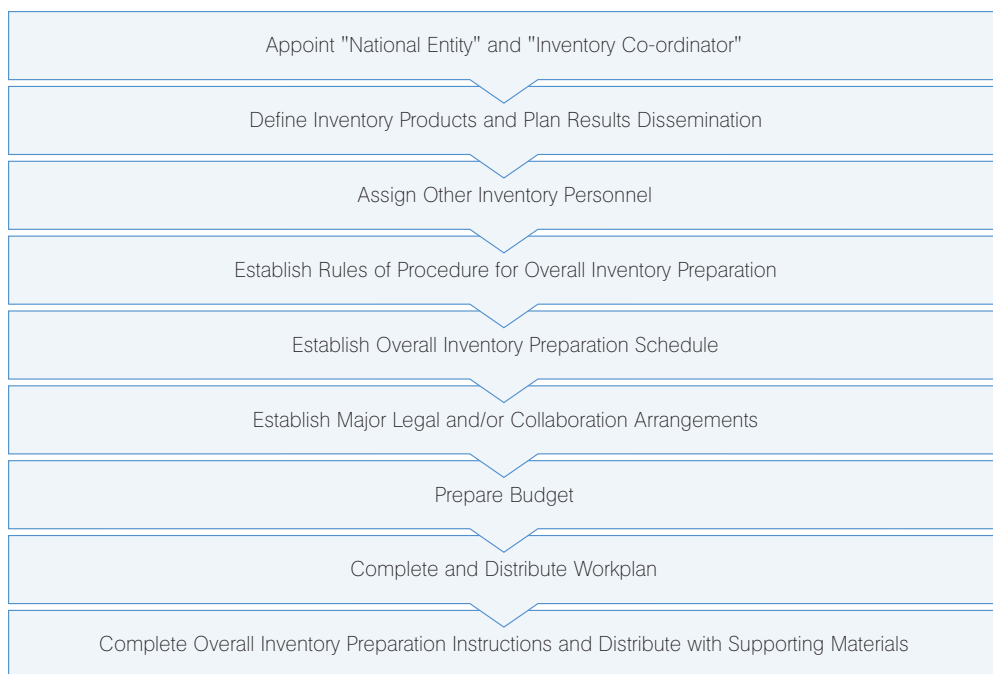 Appoint "National Entity" and "Inventory Co-ordinator"
Define Inventory Products and Plan Results Dissemination
Assign Other Inventory Personnel
Establish Rules of Procedure for Overall Inventory Preparation
Establish Overall Inventory Preparation Schedule
Establish Major Legal and/or Collaboration Arrangements
Prepare Budget
Complete and Distribute Workplan
Complete Overall Inventory Preparation Instructions and Distribute with Supporting Materials